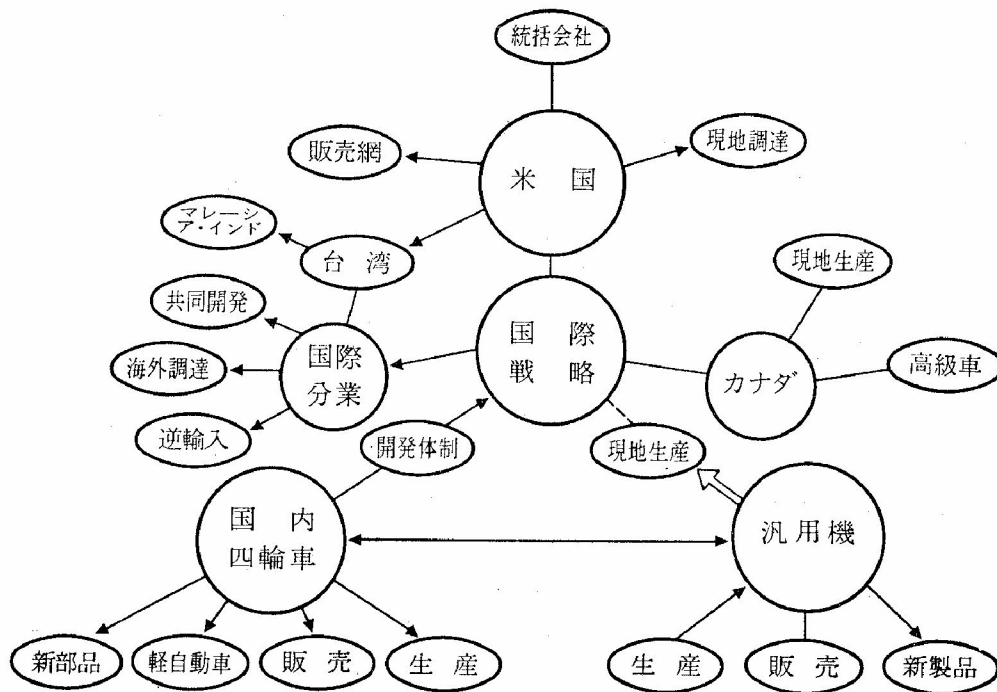 統括会社
販売網
現地調達
米国
マレーシ
ア・インド
台湾
現地生産
共同開発
国際
戦略
国際
分業
海外調達
カナダ
高級車
逆輸入
開発体制
現地生産
国内
四輪車
汎用機
新部品
軽自動車
販売
生産
生産
販売
新製品